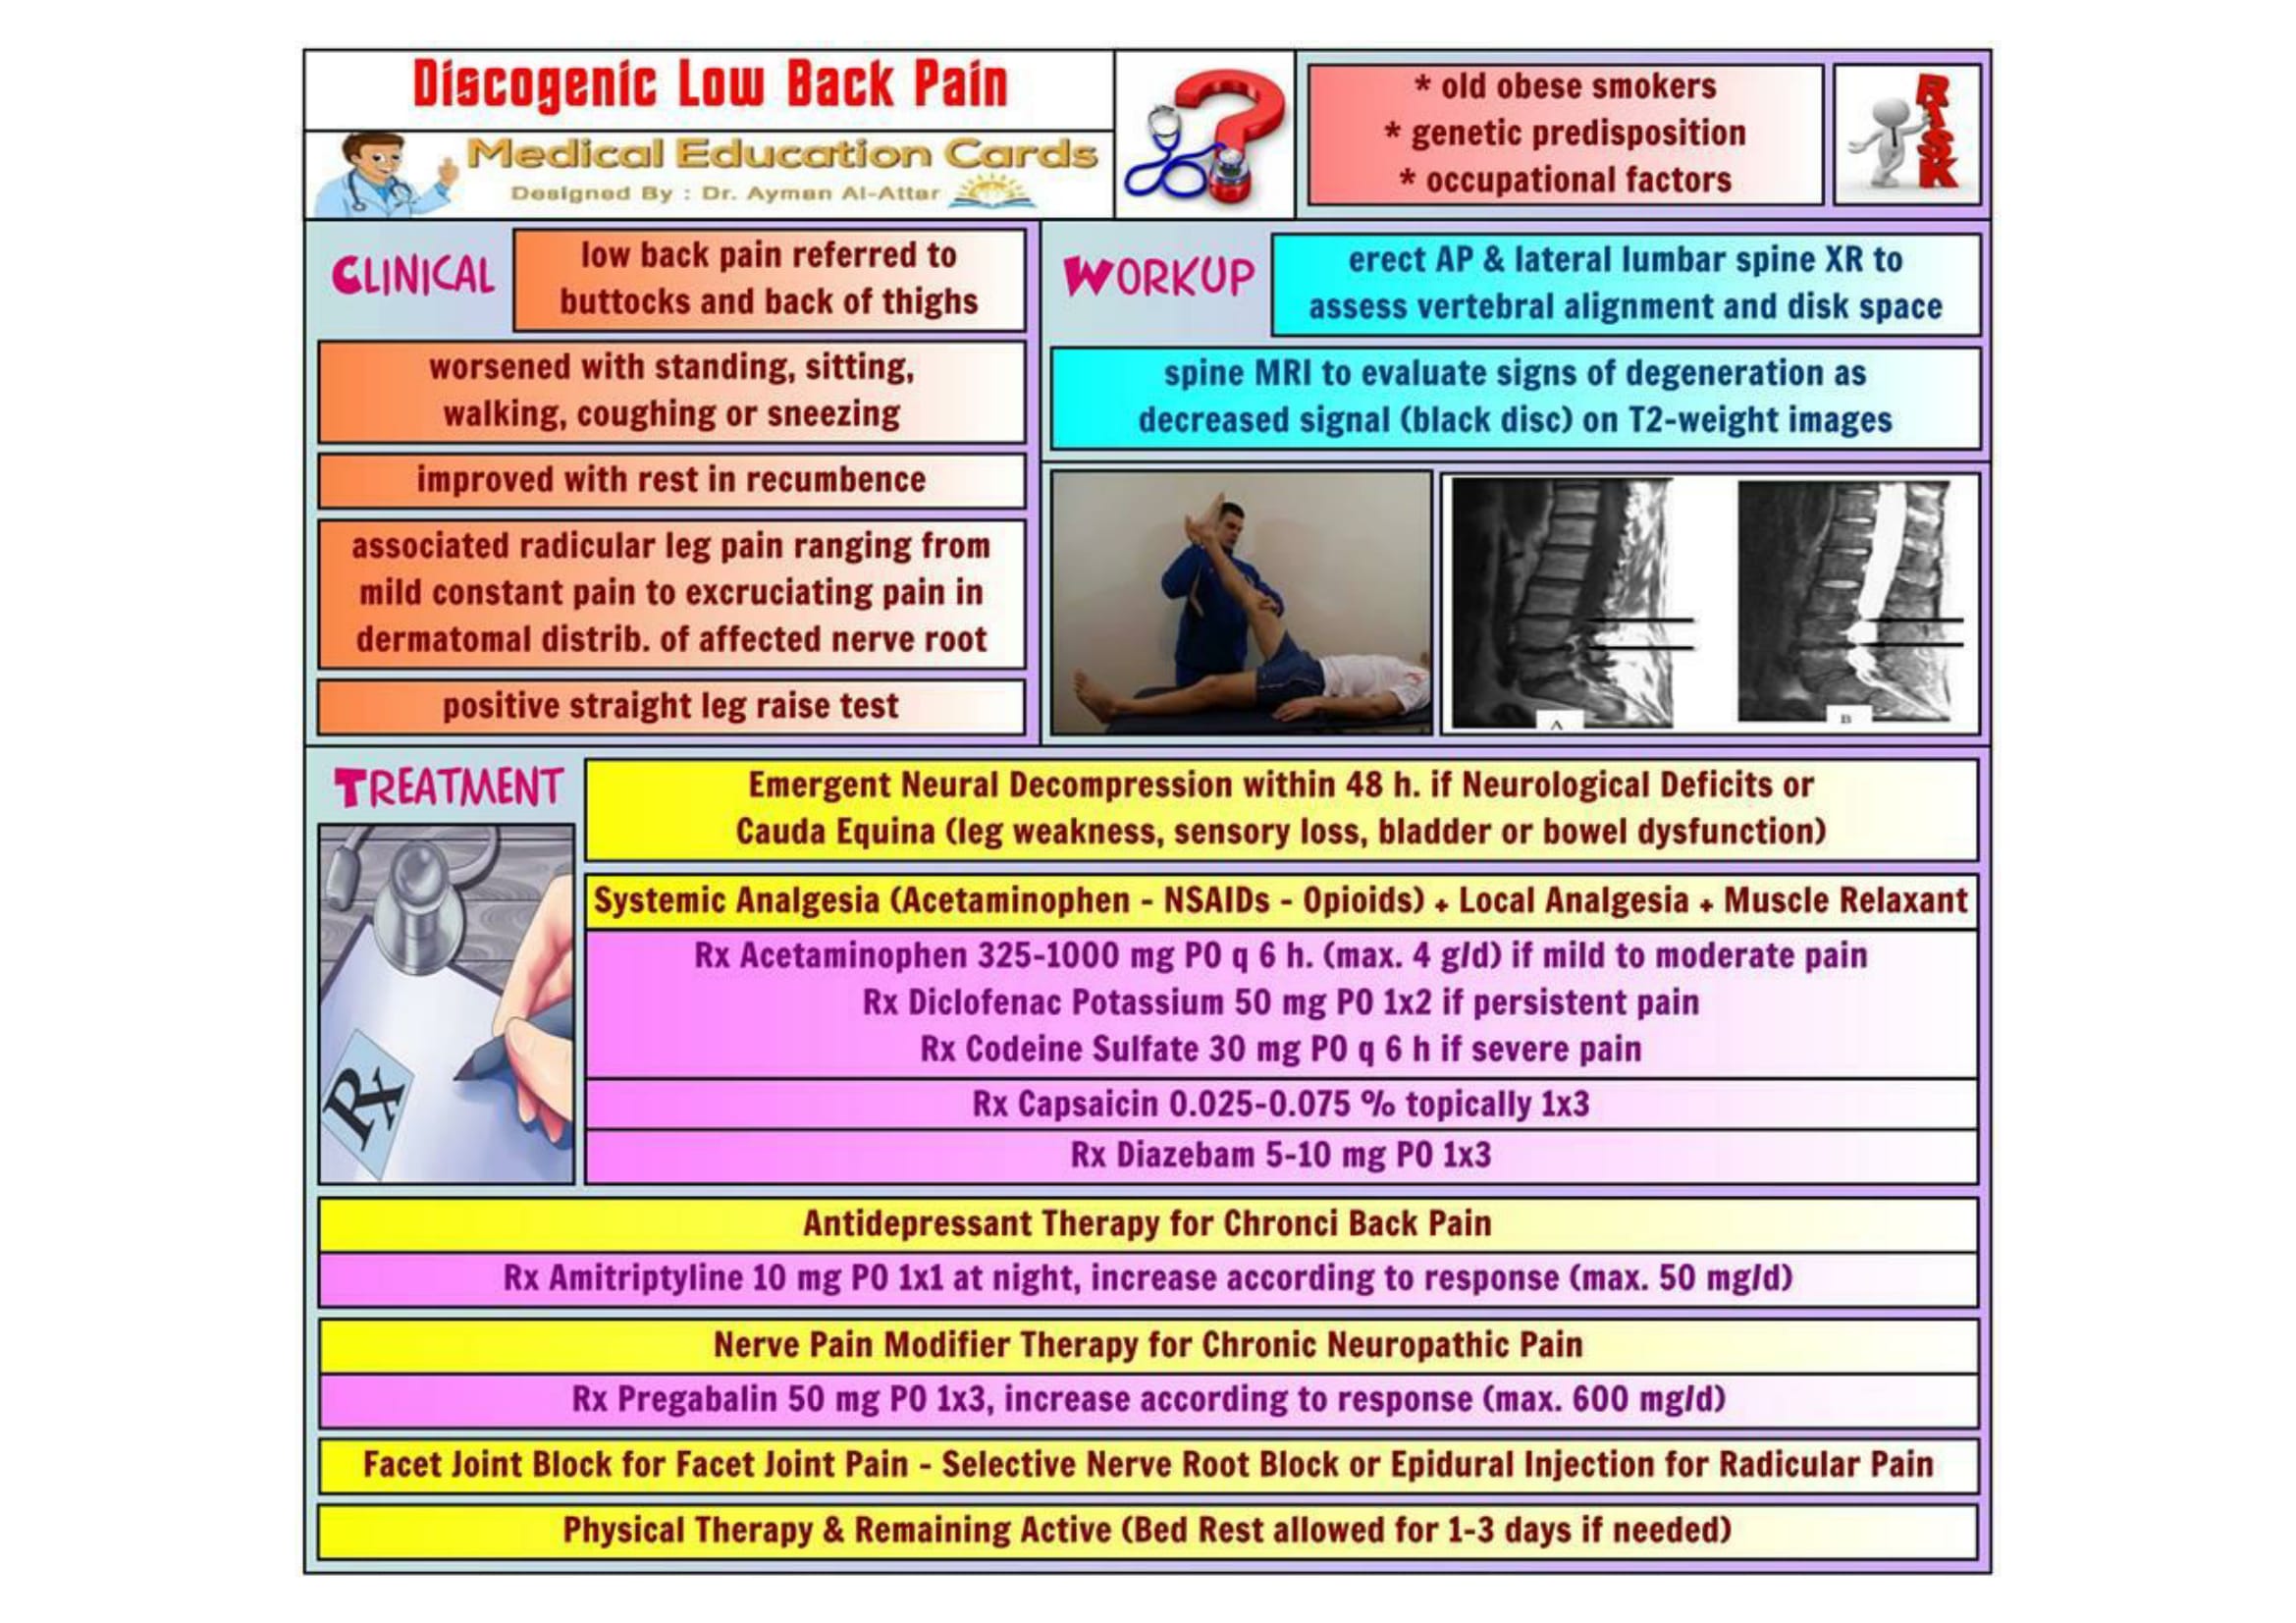 Discogenic Low Back Pain
Medical Education Cards
Designed By : Dr. Ayman Al-Attar
* old obese smokers
* genetic predisposition
* occupational factors
RISK
CLINICAL
low back pain referred to
buttocks and back of thighs
worsened with standing, sitting,
walking, coughing or sneezing
improved with rest in recumbence
associated radicular leg pain ranging from
mild constant pain to excruciating pain in
dermatomal distrib. of affected nerve root
positive straight leg raise test
WORKUP
erect AP & lateral lumbar spine XR to
assess vertebral alignment and disk space
spine MRI to evaluate signs of degeneration as
decreased signal (black disc) on T2-weight images
A
B
TREATMENT
Emergent Neural Decompression within 48 h. if Neurological Deficits or
Cauda Equina (leg weakness, sensory loss, bladder or bowel dysfunction)
Systemic Analgesia (Acetaminophen - NSAIDs - Opioids) + Local Analgesia + Muscle Relaxant
Rx Acetaminophen 325-1000 mg PO q 6 h. (max. 4 g/d) if mild to moderate pain
Rx Diclofenac Potassium 50 mg PO 1x2 if persistent pain
Rx Codeine Sulfate 30 mg PO q 6 h if severe pain
Rx Capsaicin 0.025-0.075 % topically 1x3
Rx Diazebam 5-10 mg PO 1x3
Rx
Antidepressant Therapy for Chronci Back Pain
Rx Amitriptyline 10 mg PO 1x1 at night, increase according to response (max. 50 mg/d)
Nerve Pain Modifier Therapy for Chronic Neuropathic Pain
Rx Pregabalin 50 mg PO 1x3, increase according to response (max. 600 mg/d)
Facet Joint Block for Facet Joint Pain - Selective Nerve Root Block or Epidural Injection for Radicular Pain
Physical Therapy & Remaining Active (Bed Rest allowed for 1-3 days if needed)